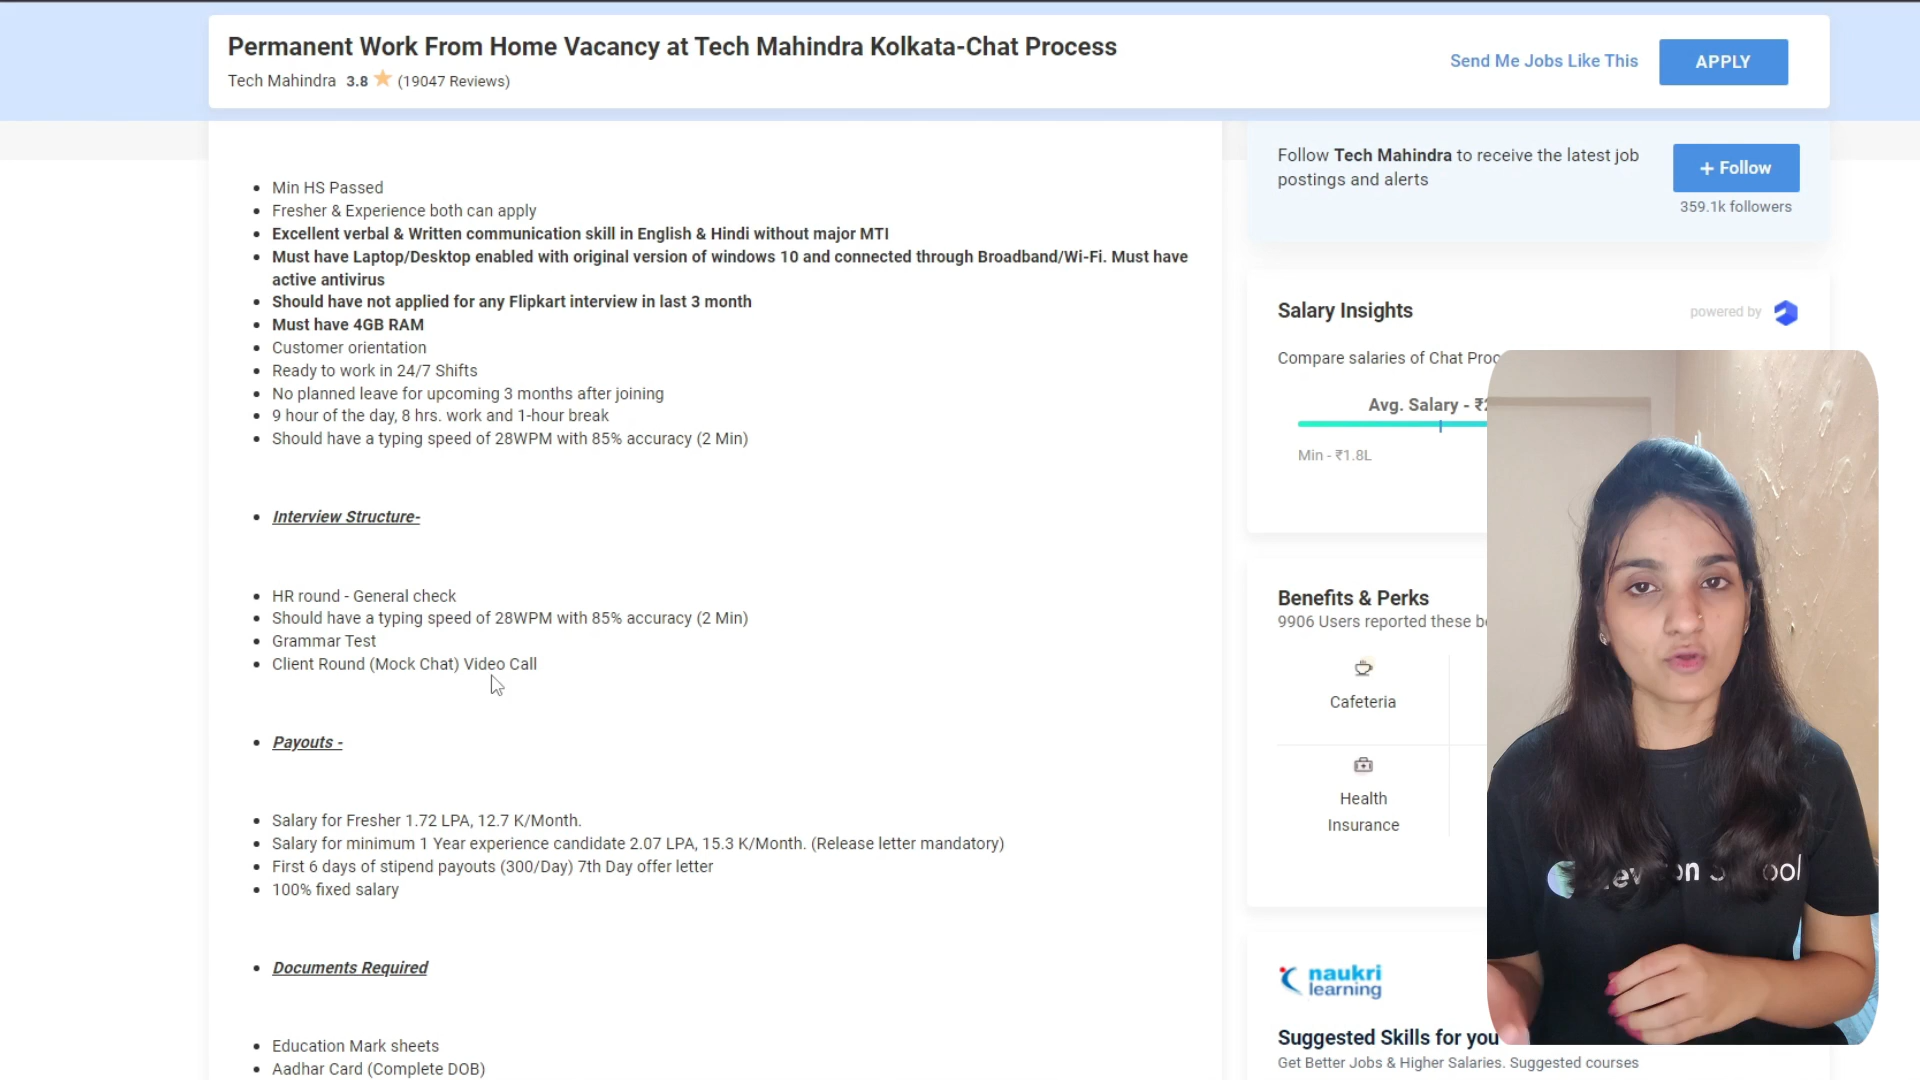 Permanent Work From Home Vacancy at Tech Mahindra Kolkata-Chat Process
Tech Mahindra 3.8 (19047 Reviews)
Send Me Jobs Like This
APPLY
Min HS Passed
Fresher & Experience both can apply
Excellent verbal & Written communication skill in English & Hindi without major MTI
Must have Laptop/Desktop enabled with original version of windows 10 and connected through Broadband/Wi-Fi. Must have
active antivirus
Should have not applied for any Flipkart interview in last 3 month
Must have 4GB RAM
Customer orientation
Ready to work in 24/7 Shifts
No planned leave for upcoming 3 months after joining
9 hour of the day, 8 hrs. work and 1-hour break
Should have a typing speed of 28WPM with 85% accuracy (2 Min)
Interview Structure-
HR round - General check
Should have a typing speed of 28WPM with 85% accuracy (2 Min)
Grammar Test
Client Round (Mock Chat) Video Call
Payouts -
Salary for Fresher 1.72 LPA, 12.7 K/Month.
Salary for minimum 1 Year experience candidate 2.07 LPA, 15.3 K/Month. (Release letter mandatory)
First 6 days of stipend payouts (300/Day) 7th Day offer letter
100% fixed salary
Documents Required
Education Mark sheets
Aadhar Card (Complete DOB)
Follow Tech Mahindra to receive the latest job
postings and alerts
+ Follow
359.1k followers
Salary Insights
powered by
Compare salaries of Chat
Avg. Salary -
Min - ₹1.8L
Benefits & Perks
9906 Users reported these
Cafeteria
Health
Insurance
naukri
learning
Suggested Skills for you
Get Better Jobs & Higher Salaries. Suggested courses